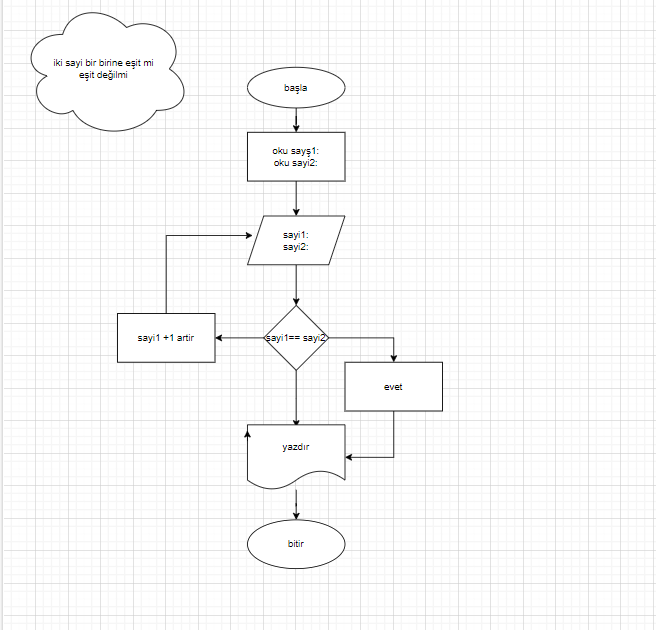 iki sayi bir birine eşit mi
eşit değilmi
başla
oku sayş1:
oku sayi2:
sayi1:
sayi2:
sayi1 +1 artir
sayi1== sayi2
evet
yazdır
bitir